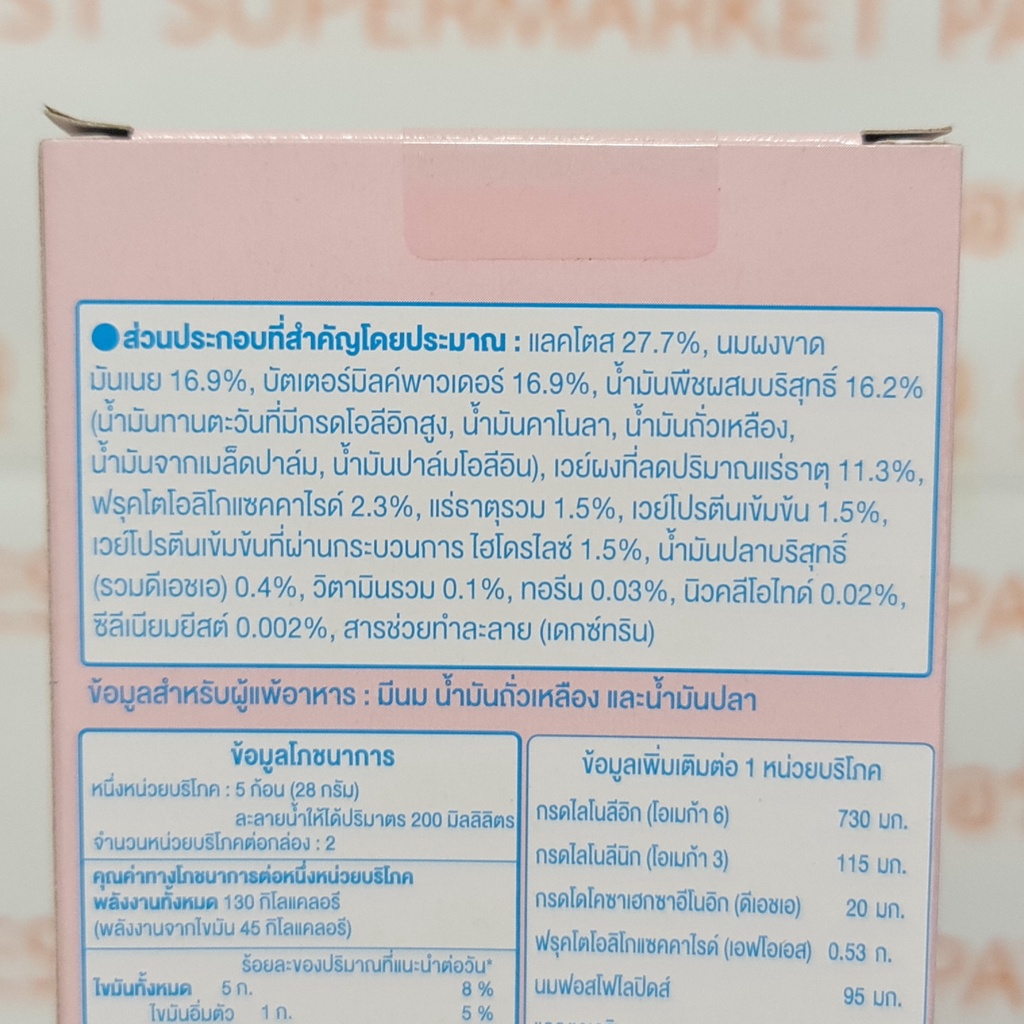 EST SUPERMARKET PA
●ส่วนประกอบที่สำคัญโดยประมาณ : แลคโตส 27.7%, นมผงขาด
มันเนย 16.9%, บัตเตอร์มิลค์พาวเดอร์ 16.9%, น้ำมันพืชผสมบริสุทธิ์ 16.2%
(น้ำมันทานตะวันที่มีกรดโอลีอิกสูง, น้ำมันคาโนลา, น้ำมันถั่วเหลือง,
น้ำมันจากเมล็ดปาล์ม, น้ำมันปาล์มโอลีอิน), เวย์ผงที่ลดปริมาณแร่ธาตุ 11.3%,
ฟรุคโตโอลิโกแซคคาไรด์ 2.3%, แร่ธาตุรวม 1.5%, เวย์โปรตีนเข้มข้น 1.5%,
เวย์โปรตีนเข้มข้นที่ผ่านกระบวนการ ไฮโดรไลซ์ 1.5%, น้ำมันปลาบริสุทธิ์
(รวมดีเอชเอ) 0.4%, วิตามินรวม 0.1%, ทอรีน 0.03%, นิวคลีโอไทด์ 0.02%,
ซีลีเนียมยีสต์ 0.002%, สารช่วยทำละลาย (เดกซ์ทริน)
ข้อมูลสำหรับผู้แพ้อาหาร : มีนม น้ำมันถั่วเหลือง และน้ำมันปลา
ข้อมูลโภชนาการ
หนึ่งหน่วยบริโภค : 5 ก้อน (28 กรัม)
ละลายน้ำให้ได้ปริมาตร 200 มิลลิลิตร
จำนวนหน่วยบริโภคต่อกล่อง : 2
คุณค่าทางโภชนาการต่อหนึ่งหน่วยบริโภค
พลังงานทั้งหมด 130 กิโลแคลอรี
(พลังงานจากไขมัน 45 กิโลแคลอรี)
ร้อยละของปริมาณที่แนะนำต่อวัน*
ไขมันทั้งหมด 5 ก. 8 %
ไขมันอิ่มตัว 1 ก. 5 %
ข้อมูลเพิ่มเติมต่อ 1 หน่วยบริโภค
กรดไลโนลีอิก (โอเมก้า 6) 730 มก.
กรดไลโนลีนิก (โอเมก้า 3) 115 มก.
กรดโดโคซาเฮกซาอีโนอิก (ดีเอชเอ) 20 มก.
ฟรุคโตโอลิโกแซคคาไรด์ (เอฟโอเอส) 0.53 ก.
นมฟอสโฟไลปิดส์ 95 มก.